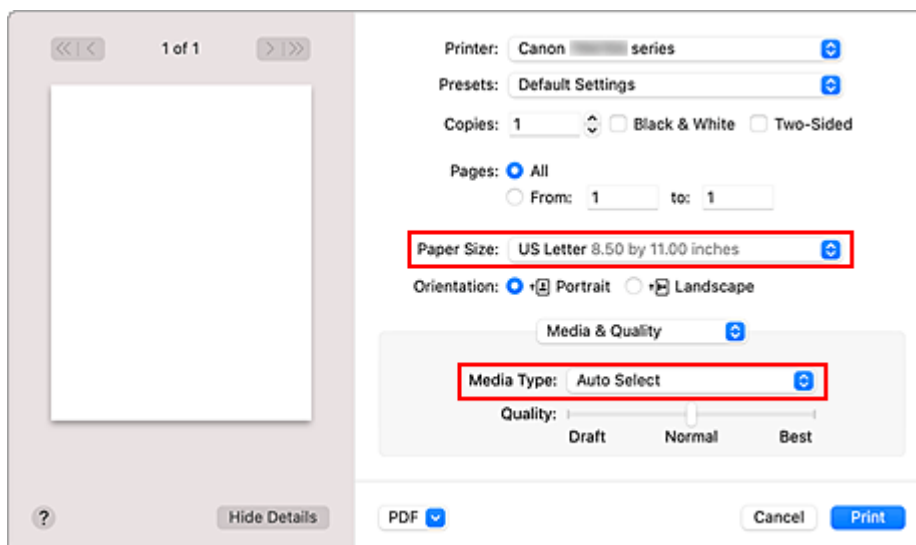 1 of 1
Printer: Canon series
Presets: Default Settings
Copies: 1 Black & White Two-Sided
Pages: All
From: 1 to: 1
Paper Size: US Letter 8.50 by 11.00 inches
Orientation: Portrait Landscape
Media & Quality
Media Type: Auto Select
Quality:
Draft Normal Best
? Hide Details PDF Cancel Print